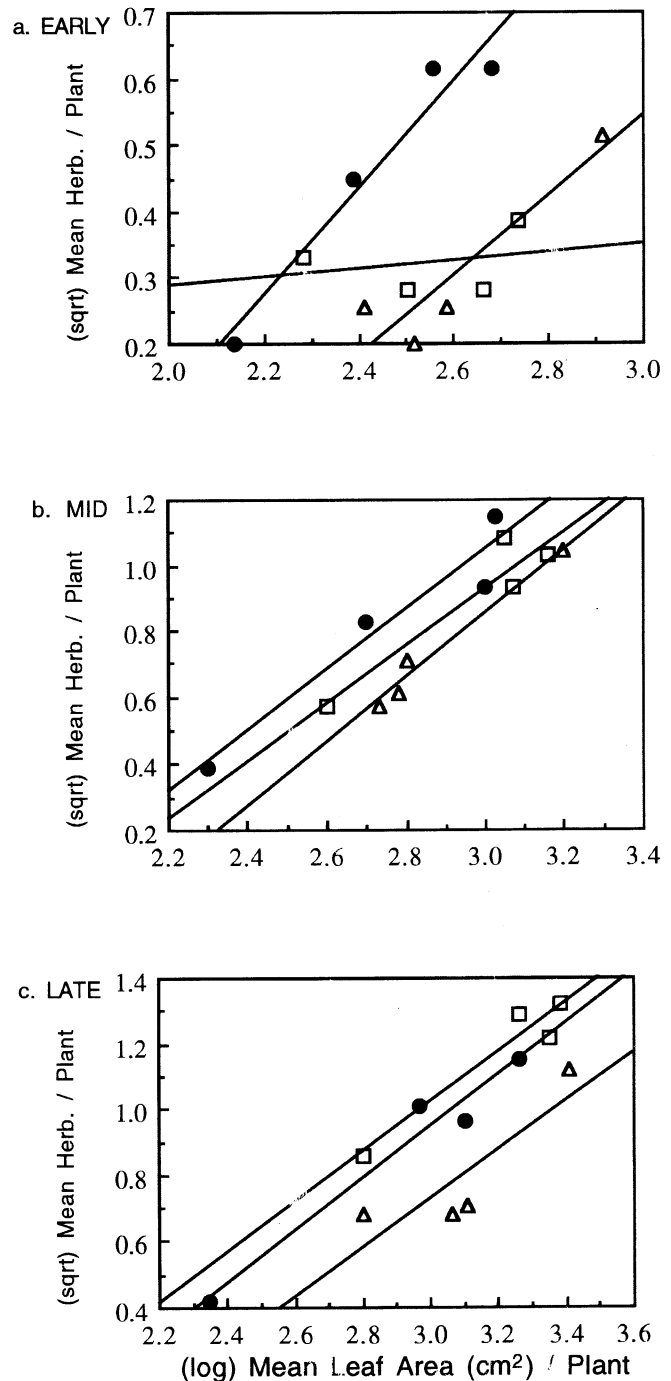 a. EARLY
(sqrt) Mean Herb. / Plant
0.7
0.6
0.5
0.4
0.3
0.2
2.0 2.2 2.4 2.6 2.8 3.0
b. MID
(sqrt) Mean Herb. / Plant
1.2
1.0
0.8
0.6
0.4
0.2
2.2 2.4 2.6 2.8 3.0 3.2 3.4
c. LATE
(sqrt) Mean Herb. / Plant
1.4
1.2
1.0
0.8
0.6
0.4
2.2 2.4 2.6 2.8 3.0 3.2 3.4 3.6
(log) Mean Leaf Area (cm²) / Plant